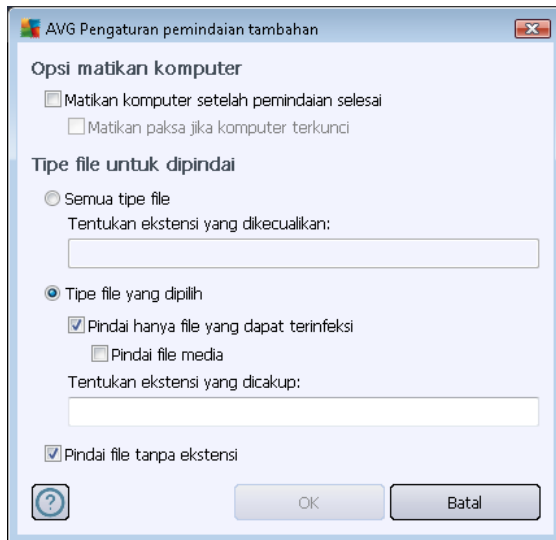 AVG Pengaturan pemindaian tambahan
Opsi matikan komputer
Matikan komputer setelah pemindaian selesai
Matikan paksa jika komputer terkunci
Tipe file untuk dipindai
Semua tipe file
Tentukan ekstensi yang dikecualikan:
Tipe file yang dipilih
Pindai hanya file yang dapat terinfeksi
Pindai file media
Tentukan ekstensi yang dicakup:
Pindai file tanpa ekstensi
?
OK
Batal